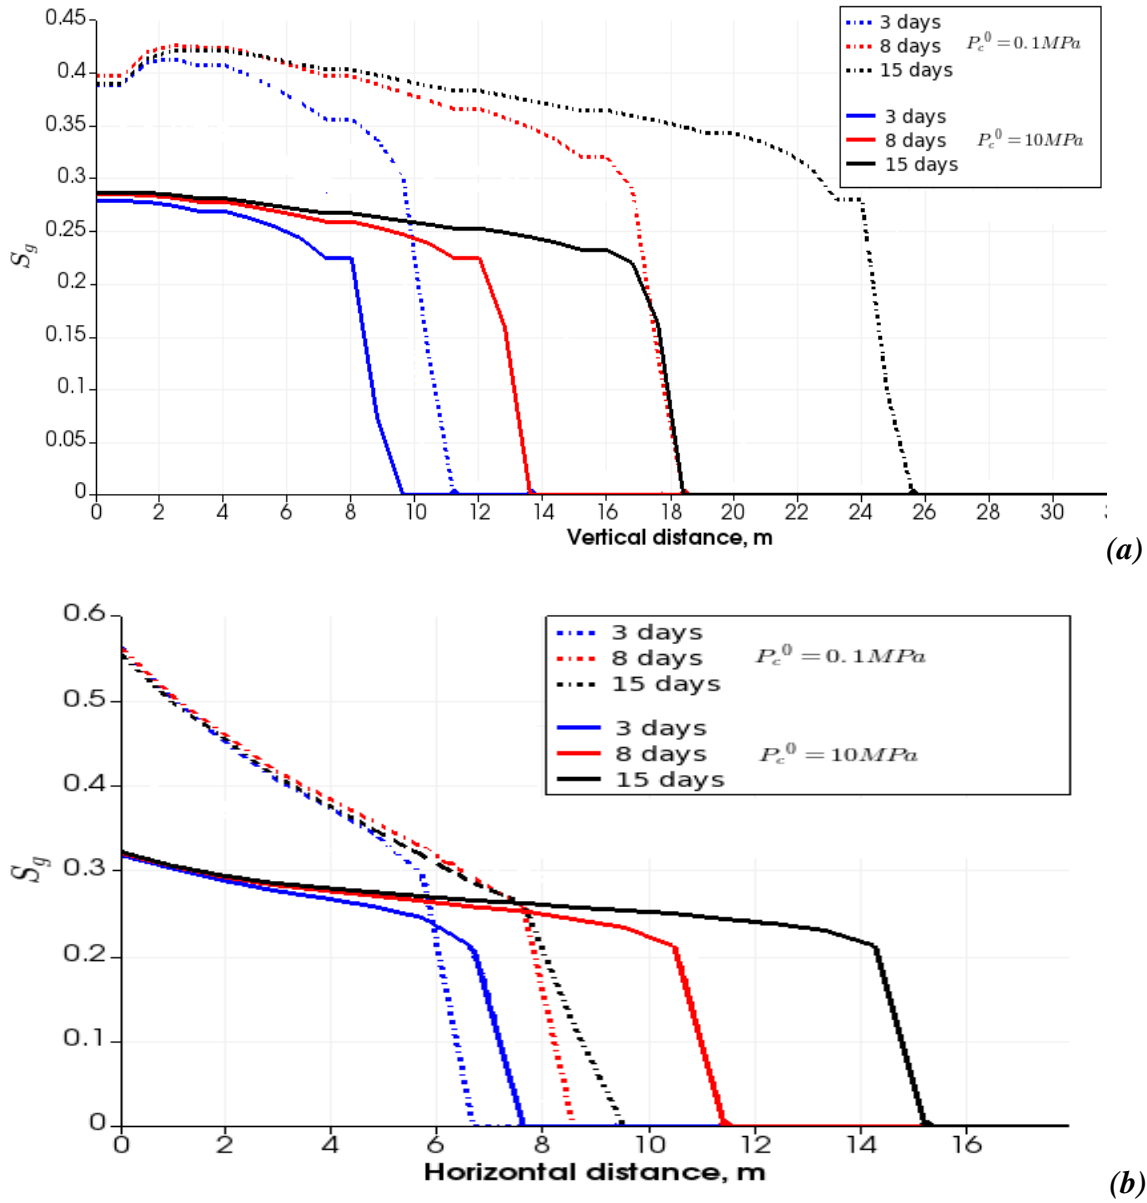 0.45
0.4
0.35
0.3
0.25
0.2
0.15
0.1
0.05
0
S_g
3 days
8 days
15 days
P_c^0 = 0.1MPa
3 days
8 days
15 days
P_c^0 = 10MPa
0 2 4 6 8 10 12 14 16 18 20 22 24 26 28 30
Vertical distance, m
(a)
0.6
0.5
0.4
0.3
0.2
0.1
0
S_g
3 days
8 days
15 days
P_c^0 = 0.1MPa
3 days
8 days
15 days
P_c^0 = 10MPa
0 2 4 6 8 10 12 14 16
Horizontal distance, m
(b)